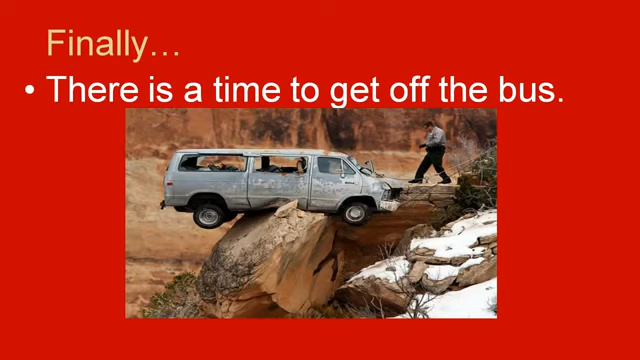 Finally…
• There is a time to get off the bus.